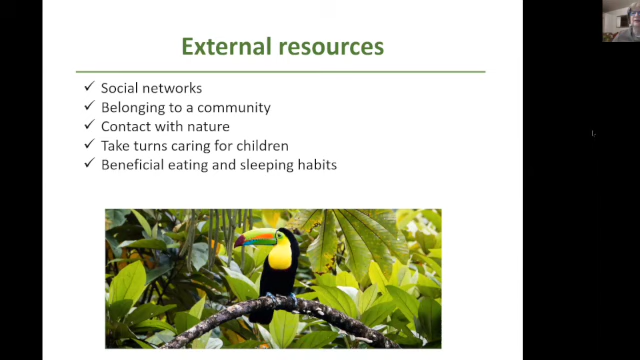 External resources
✓ Social networks
✓ Belonging to a community
✓ Contact with nature
✓ Take turns caring for children
✓ Beneficial eating and sleeping habits